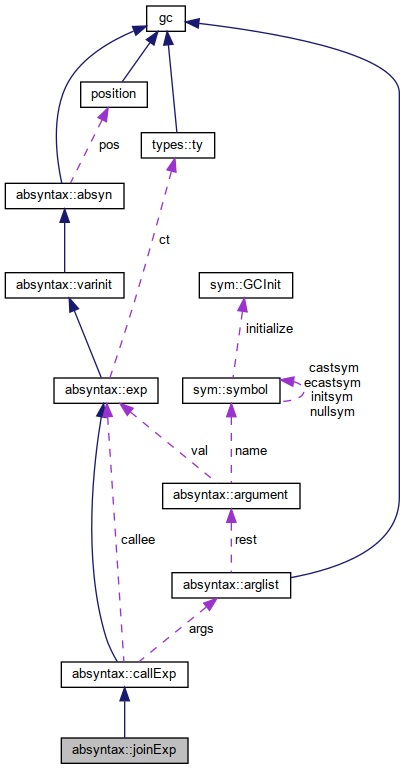 gc
position
pos
types::ty
absyntax::absyn
ct
absyntax::varinit
sym::GCInit
initialize
absyntax::exp
sym::symbol
castsym
ecastsym
initsym
nullsym
val
name
absyntax::argument
callee
rest
absyntax::arglist
args
absyntax::callExp
absyntax::joinExp